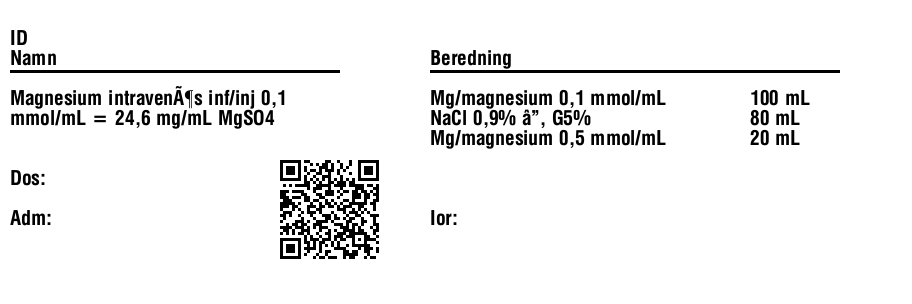 ID
Namn
Magnesium intravenÃ¶s inf/inj 0,1
mmol/mL = 24,6 mg/mL MgSO4
Dos:
Adm:
Beredning
Mg/magnesium 0,1 mmol/mL 100 mL
NaCl 0,9% â”, G5% 80 mL
Mg/magnesium 0,5 mmol/mL 20 mL
Ior: